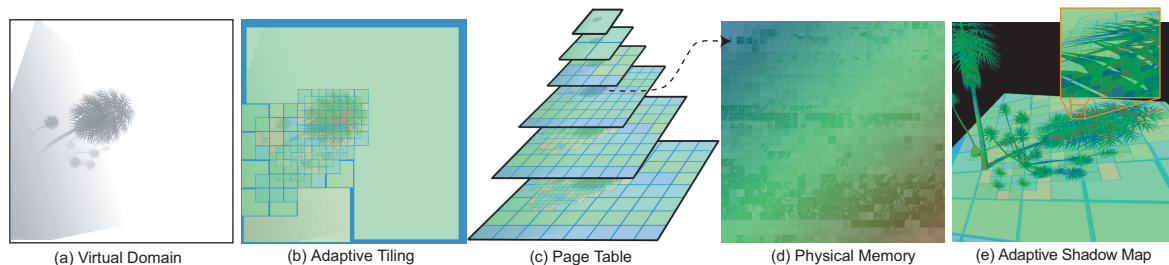 (a) Virtual Domain
(b) Adaptive Tiling
(c) Page Table
(d) Physical Memory
(e) Adaptive Shadow Map